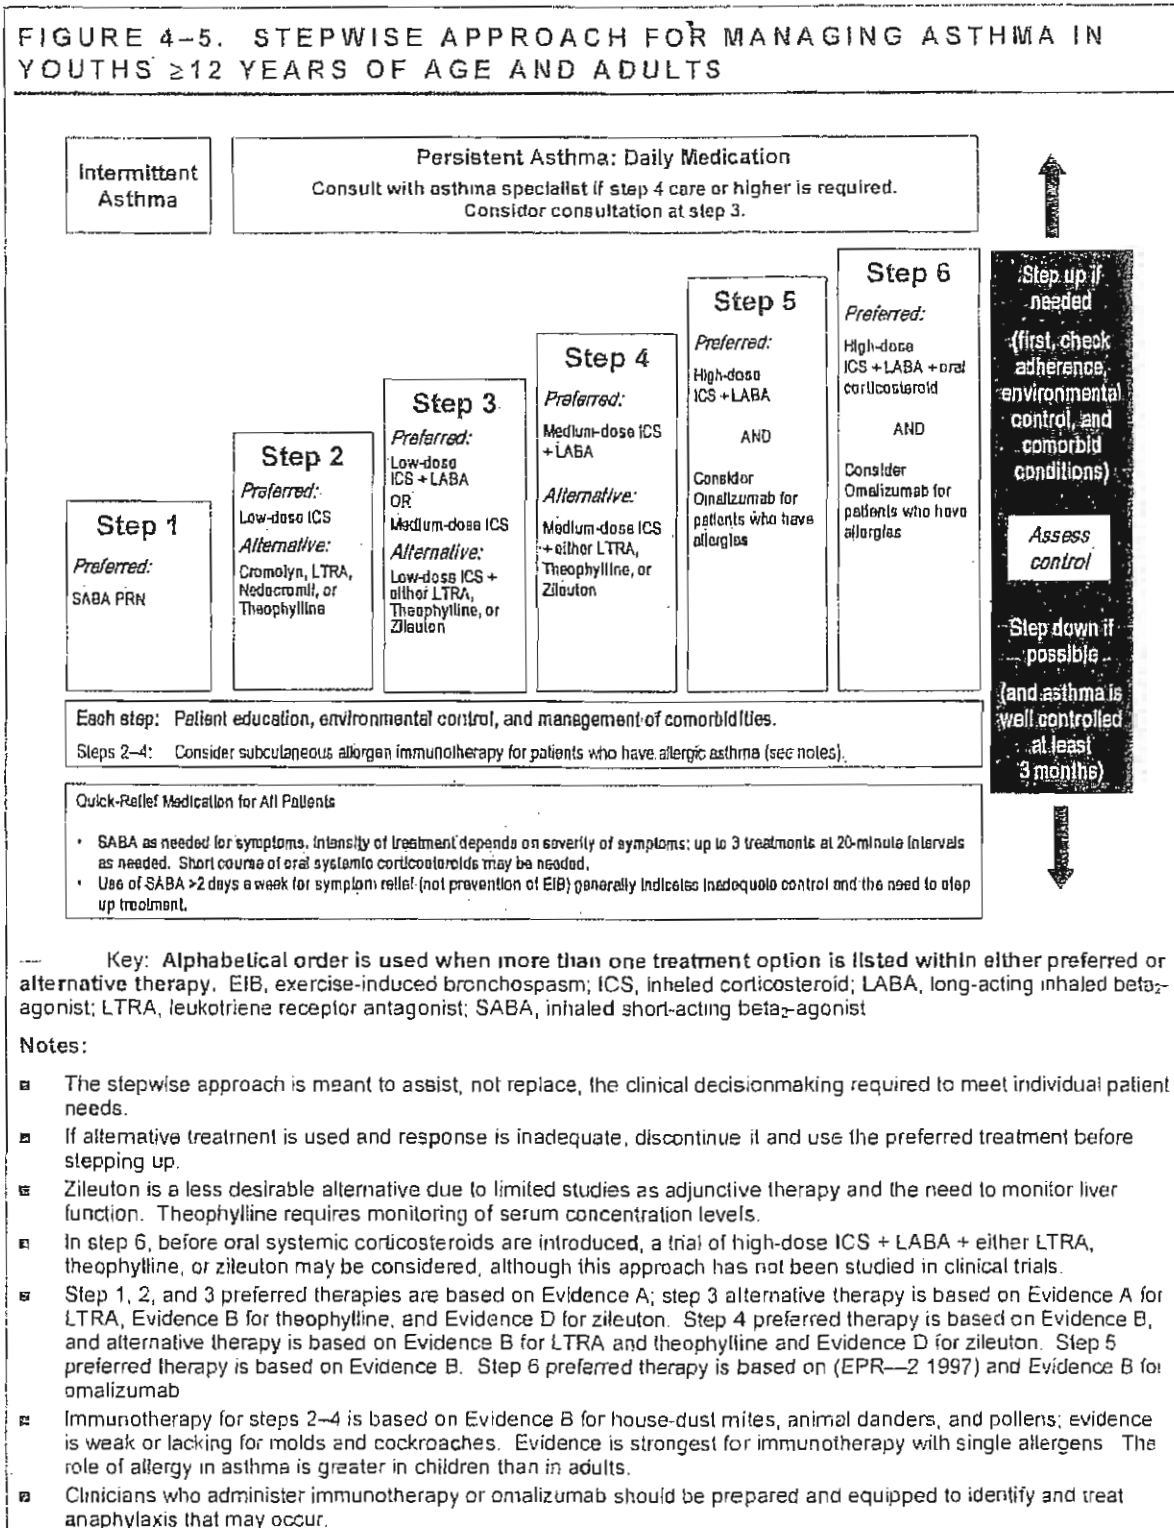 FIGURE 4–5. STEPWISE APPROACH FOR MANAGING ASTHMA IN
YOUTHS ≥12 YEARS OF AGE AND ADULTS
Intermittent
Asthma
Persistent Asthma: Daily Medication
Consult with asthma specialist if step 4 care or higher is required.
Consider consultation at step 3.
Step 1
Preferred:
SABA PRN
Step 2
Preferred:
Low-dose ICS
Alternative:
Cromolyn, LTRA,
Nedocromil, or
Theophylline
Step 3
Preferred:
Low-dose
ICS + LABA
OR
Medium-dose ICS
Alternative:
Low-dose ICS +
either LTRA,
Theophylline, or
Zileuton
Step 4
Preferred:
Medium-dose ICS
+ LABA
Alternative:
Medium-dose ICS
+ either LTRA,
Theophylline, or
Zileuton
Step 5
Preferred:
High-dose
ICS + LABA
AND
Consider
Omalizumab for
patients who have
allergies
Step 6
Preferred:
High-dose
ICS + LABA + oral
corticosteroid
AND
Consider
Omalizumab for
patients who have
allergies
Step up if
needed
(first, check
adherence,
environmental
control, and
comorbid
conditions)
Assess
control
Step down if
possible
(and asthma is
well controlled
at least
3 months)
Each step: Patient education, environmental control, and management of comorbidities.
Steps 2–4: Consider subcutaneous allergen immunotherapy for patients who have allergic asthma (see notes).
Quick-Relief Medication for All Patients
• SABA as needed for symptoms. Intensity of treatment depends on severity of symptoms: up to 3 treatments at 20-minute intervals
as needed. Short course of oral systemic corticosteroids may be needed.
• Use of SABA >2 days a week for symptom relief (not prevention of EIB) generally indicates inadequate control and the need to step
up treatment.
Key: Alphabetical order is used when more than one treatment option is listed within either preferred or
alternative therapy. EIB, exercise-induced bronchospasm; ICS, inhaled corticosteroid; LABA, long-acting inhaled beta₂-
agonist; LTRA, leukotriene receptor antagonist; SABA, inhaled short-acting beta₂-agonist
Notes:
The stepwise approach is meant to assist, not replace, the clinical decisionmaking required to meet individual patient
needs.
If alternative treatment is used and response is inadequate, discontinue it and use the preferred treatment before
stepping up.
Zileuton is a less desirable alternative due to limited studies as adjunctive therapy and the need to monitor liver
function. Theophylline requires monitoring of serum concentration levels.
In step 6, before oral systemic corticosteroids are introduced, a trial of high-dose ICS + LABA + either LTRA,
theophylline, or zileuton may be considered, although this approach has not been studied in clinical trials.
Step 1, 2, and 3 preferred therapies are based on Evidence A; step 3 alternative therapy is based on Evidence A for
LTRA, Evidence B for theophylline, and Evidence D for zileuton. Step 4 preferred therapy is based on Evidence B,
and alternative therapy is based on Evidence B for LTRA and theophylline and Evidence D for zileuton. Step 5
preferred therapy is based on Evidence B. Step 6 preferred therapy is based on (EPR—2 1997) and Evidence B for
omalizumab
Immunotherapy for steps 2–4 is based on Evidence B for house-dust mites, animal danders, and pollens; evidence
is weak or lacking for molds and cockroaches. Evidence is strongest for immunotherapy with single allergens The
role of allergy in asthma is greater in children than in adults.
Clinicians who administer immunotherapy or omalizumab should be prepared and equipped to identify and treat
anaphylaxis that may occur.